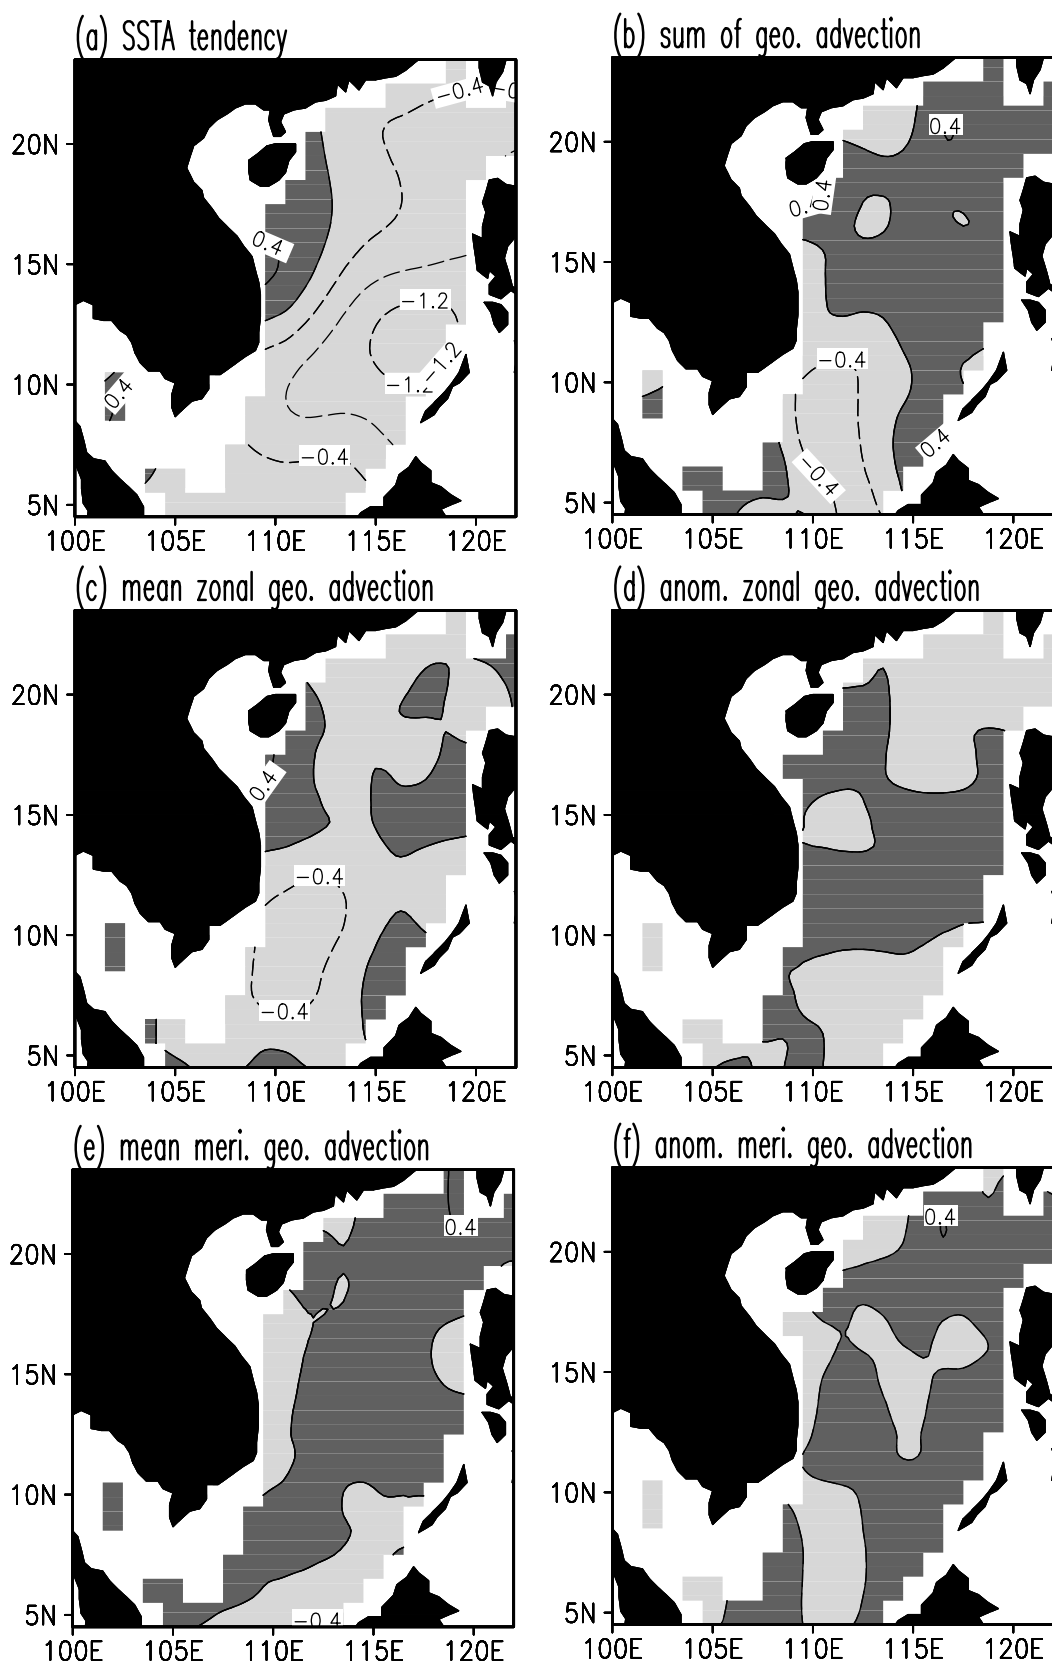 (a) SSTA tendency
(b) sum of geo. advection
−0.4
0.4
20N
20N
0.4
0.4
15N
15N
−1.2
−0.4
−1.2
10N
10N
−1.2
0.4
0.4
−0.4
−0.4
5N
5N
100E 105E 110E 115E 120E
100E 105E 110E 115E 120E
(c) mean zonal geo. advection
(d) anom. zonal geo. advection
20N
20N
0.4
15N
15N
−0.4
10N
10N
−0.4
5N
5N
100E 105E 110E 115E 120E
100E 105E 110E 115E 120E
(e) mean meri. geo. advection
(f) anom. meri. geo. advection
0.4
0.4
20N
20N
15N
15N
10N
10N
−0.4
5N
5N
100E 105E 110E 115E 120E
100E 105E 110E 115E 120E